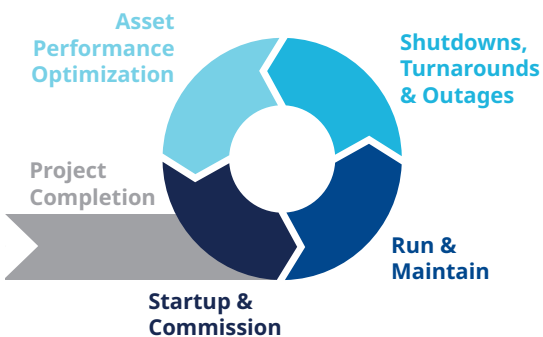 Asset
Performance
Optimization
Shutdowns,
Turnarounds
& Outages
Project
Completion
Run &
Maintain
Startup &
Commission